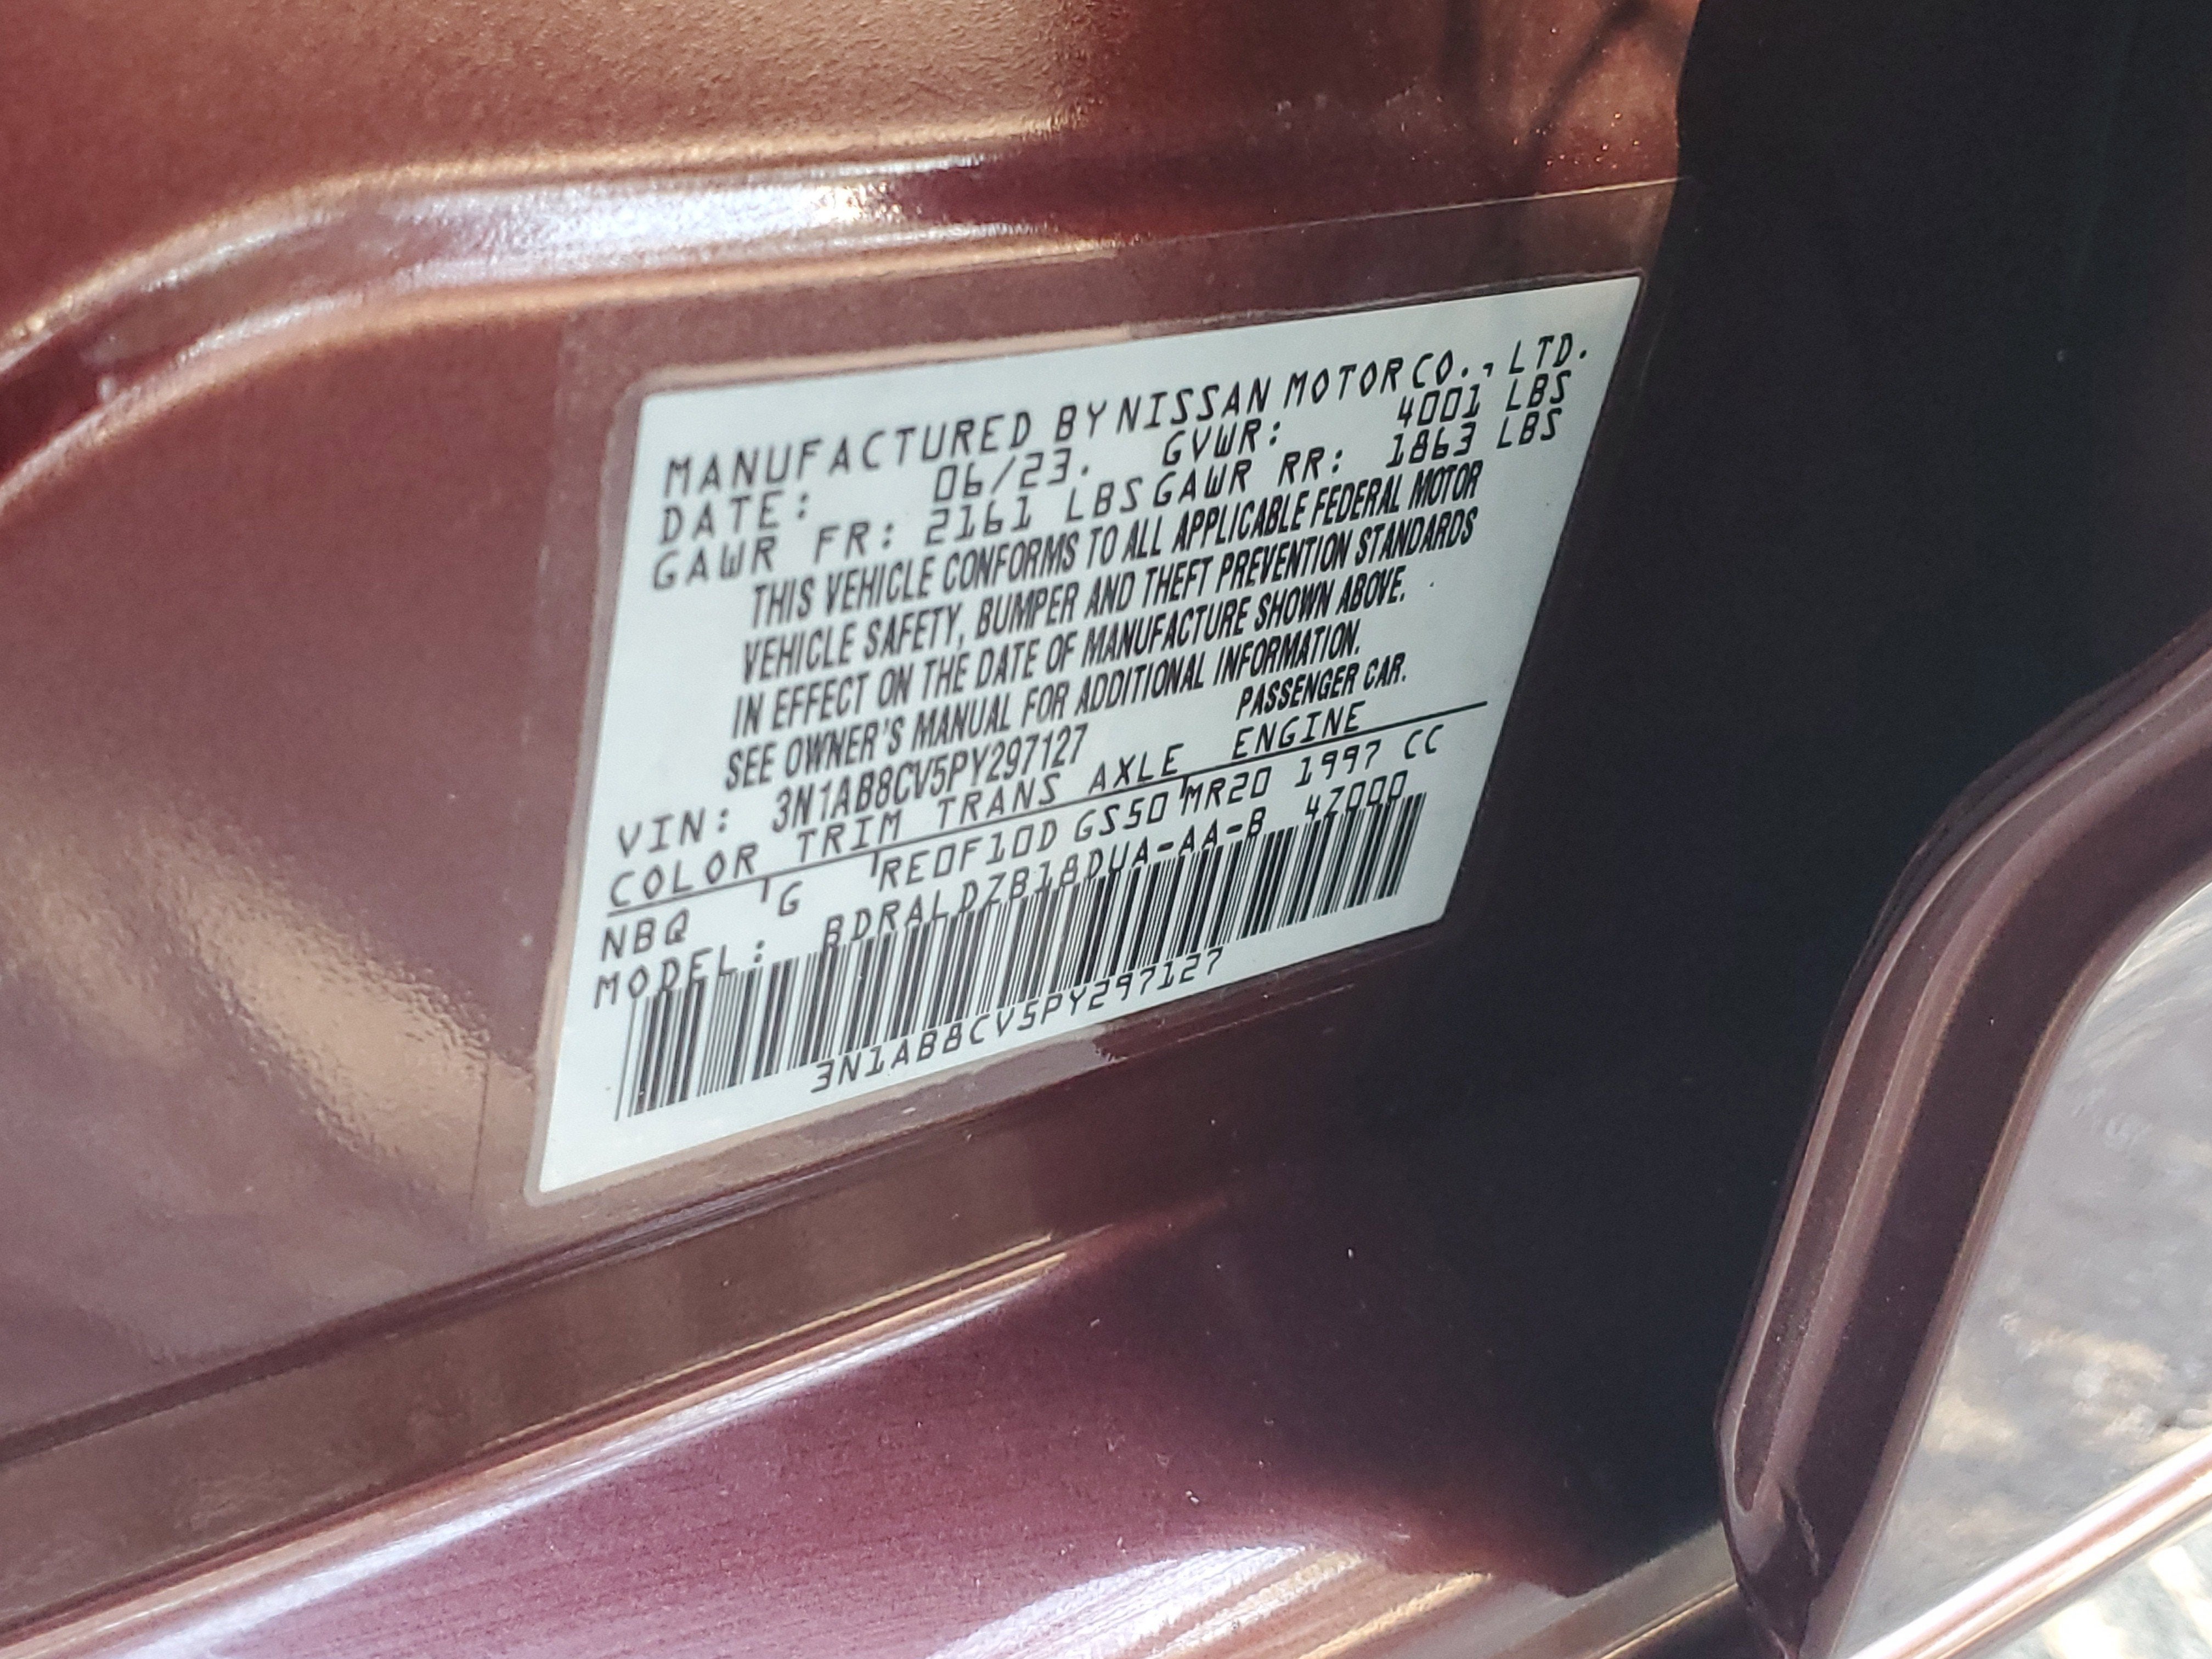 MANUFACTURED BY NISSAN MOTOR CO., LTD.
DATE: 06/23. GVWR: 4001 LBS
GAWR FR: 2161 LBS GAWR RR: 1863 LBS
THIS VEHICLE CONFORMS TO ALL APPLICABLE FEDERAL MOTOR
VEHICLE SAFETY, BUMPER AND THEFT PREVENTION STANDARDS
IN EFFECT ON THE DATE OF MANUFACTURE SHOWN ABOVE.
SEE OWNER'S MANUAL FOR ADDITIONAL INFORMATION.
VIN: 3N1AB8CV5PY297127 PASSENGER CAR.
COLOR TRIM TRANS AXLE ENGINE
NBQ G RE0F10D GS50 MR20 1997 CC
MODEL: BDRALDZB18DUA-AA-B 47000
3N1AB8CV5PY297127